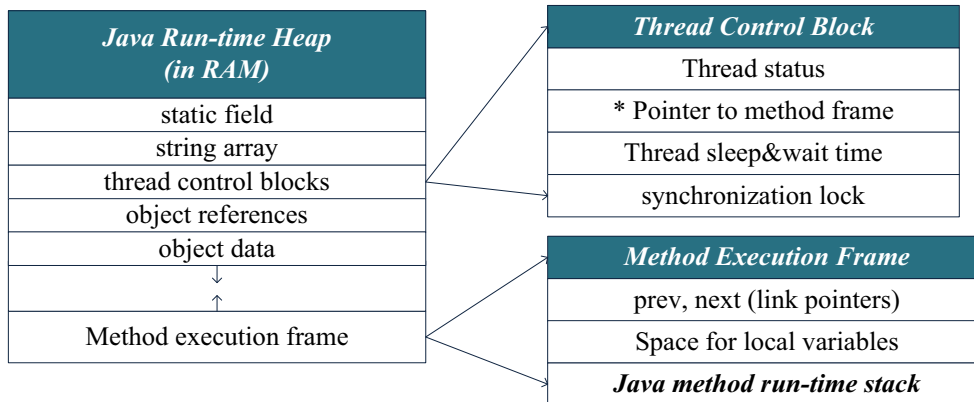 Java Run-time Heap
(in RAM)
static field
string array
thread control blocks
object references
object data
Method execution frame
Thread Control Block
Thread status
* Pointer to method frame
Thread sleep&wait time
synchronization lock
Method Execution Frame
prev, next (link pointers)
Space for local variables
Java method run-time stack